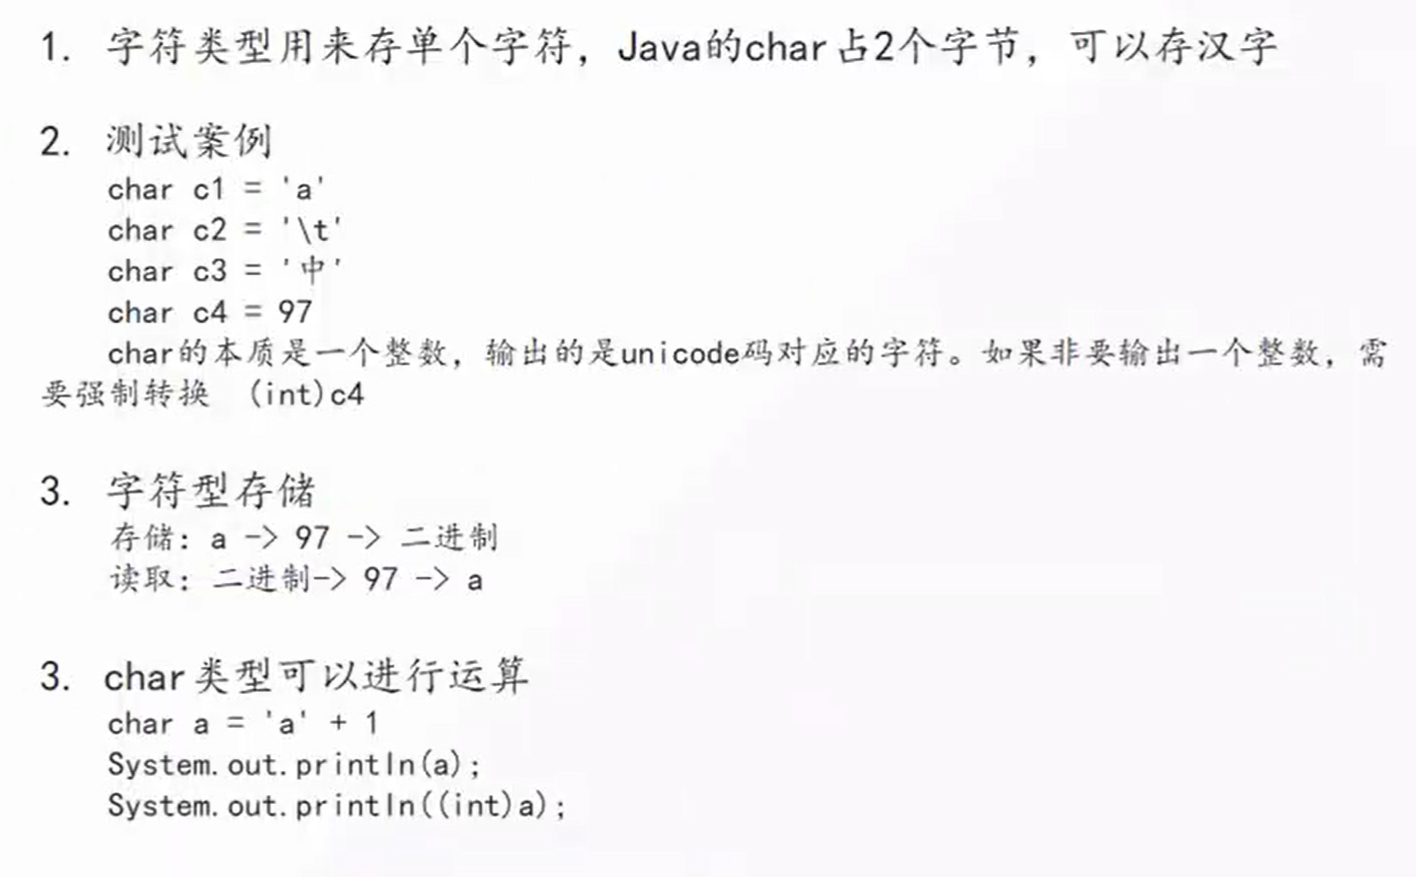 1. 字符类型用来存单个字符，Java的char占2个字节，可以存汉字
2. 测试案例
char c1 = 'a'
char c2 = '\t'
char c3 = '中'
char c4 = 97
char的本质是一个整数，输出的是unicode码对应的字符。如果非要输出一个整数，需
要强制转换 (int)c4
3. 字符型存储
存储：a -> 97 -> 二进制
读取：二进制-> 97 -> a
3. char类型可以进行运算
char a = 'a' + 1
System.out.println(a);
System.out.println((int)a);